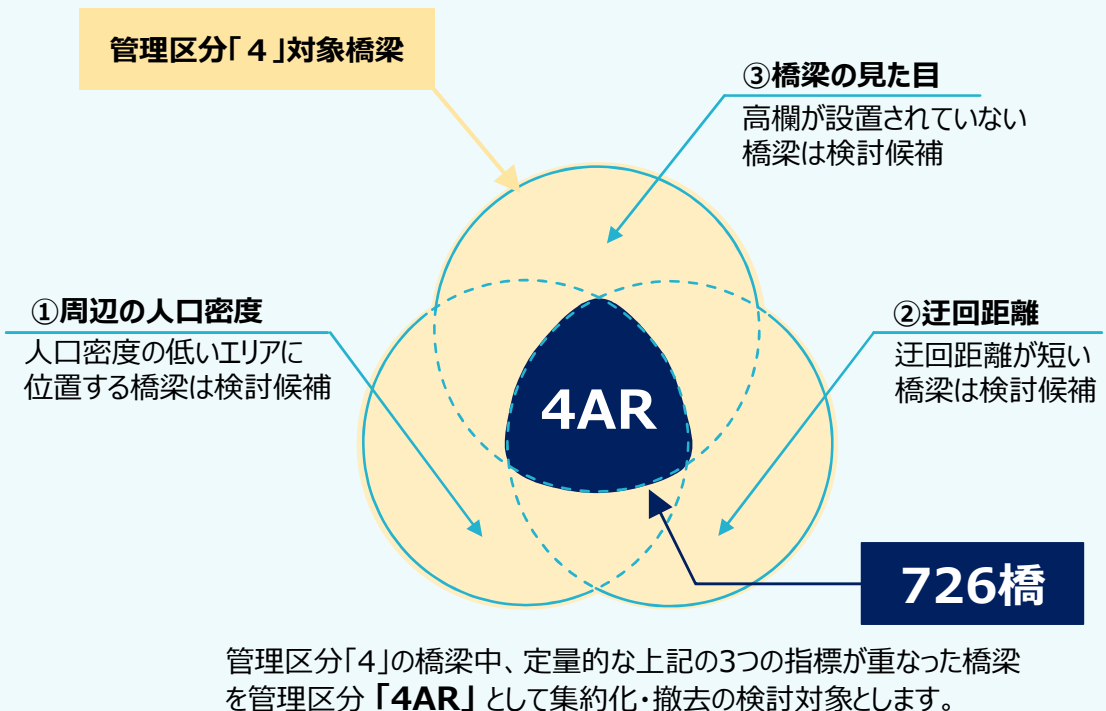 管理区分「４」対象橋梁
③橋梁の見た目
高欄が設置されていない
橋梁は検討候補
①周辺の人口密度
人口密度の低いエリアに
位置する橋梁は検討候補
②迂回距離
迂回距離が短い
橋梁は検討候補
4AR
726橋
管理区分「4」の橋梁中、定量的な上記の3つの指標が重なった橋梁
を管理区分「4AR」として集約化・撤去の検討対象とします。